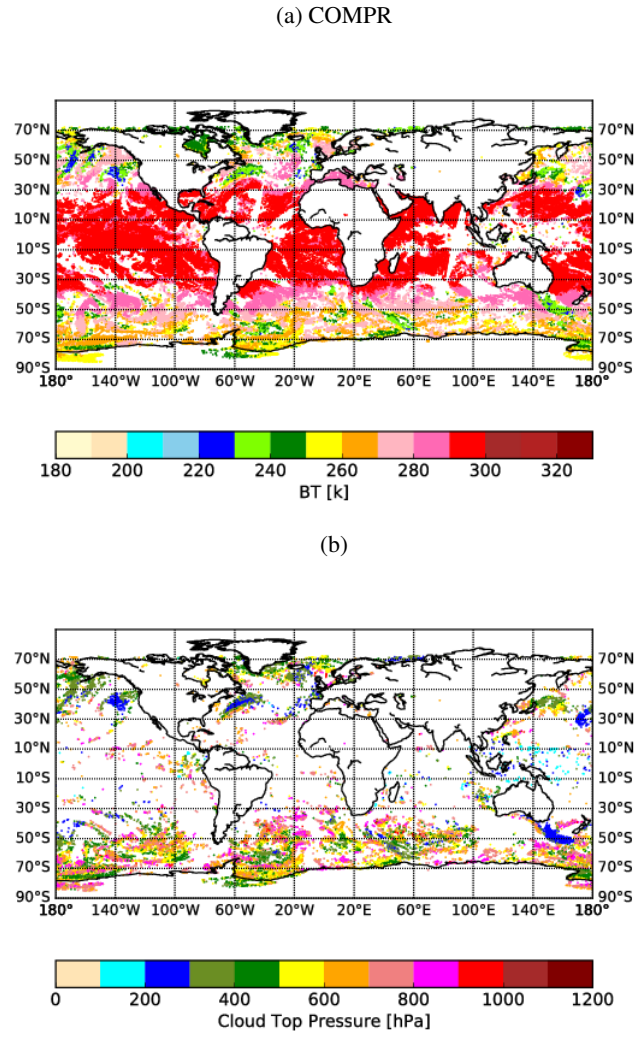 (a) COMPR
70°N 70°N
50°N 50°N
30°N 30°N
10°N 10°N
10°S 10°S
30°S 30°S
50°S 50°S
70°S 70°S
90°S 90°S
180° 140°W 100°W 60°W 20°W 20°E 60°E 100°E 140°E 180°
180 200 220 240 260 280 300 320
BT [k]
(b)
70°N 70°N
50°N 50°N
30°N 30°N
10°N 10°N
10°S 10°S
30°S 30°S
50°S 50°S
70°S 70°S
90°S 90°S
180° 140°W 100°W 60°W 20°W 20°E 60°E 100°E 140°E 180°
0 200 400 600 800 1000 1200
Cloud Top Pressure [hPa]